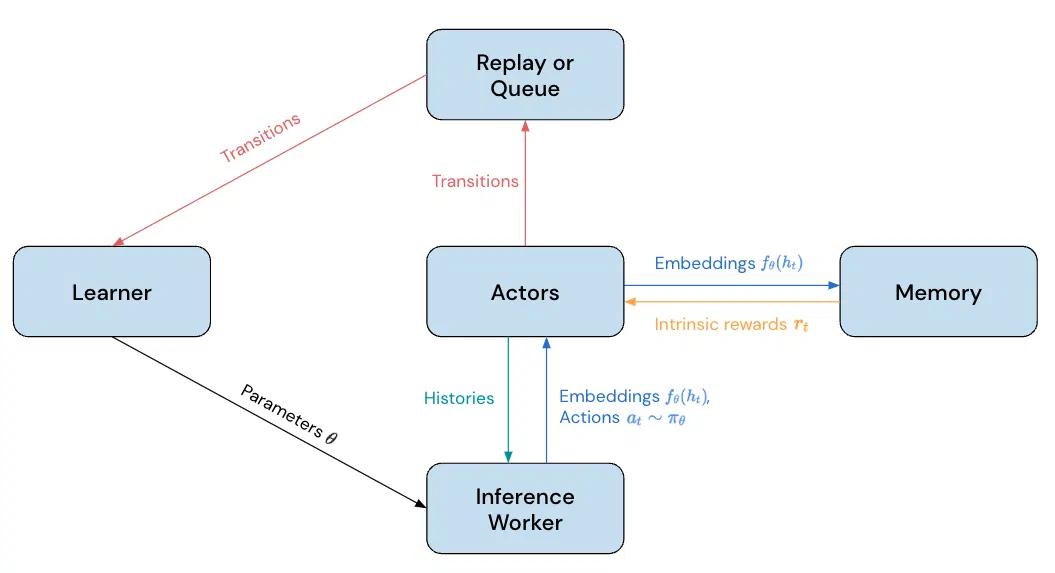 Replay or
Queue
Transitions
Transitions
Learner
Actors
Embeddings fθ(hₜ)
Intrinsic rewards rₜ
Memory
Parameters θ
Histories
Embeddings fθ(hₜ),
Actions aₜ ∼ πθ
Inference
Worker